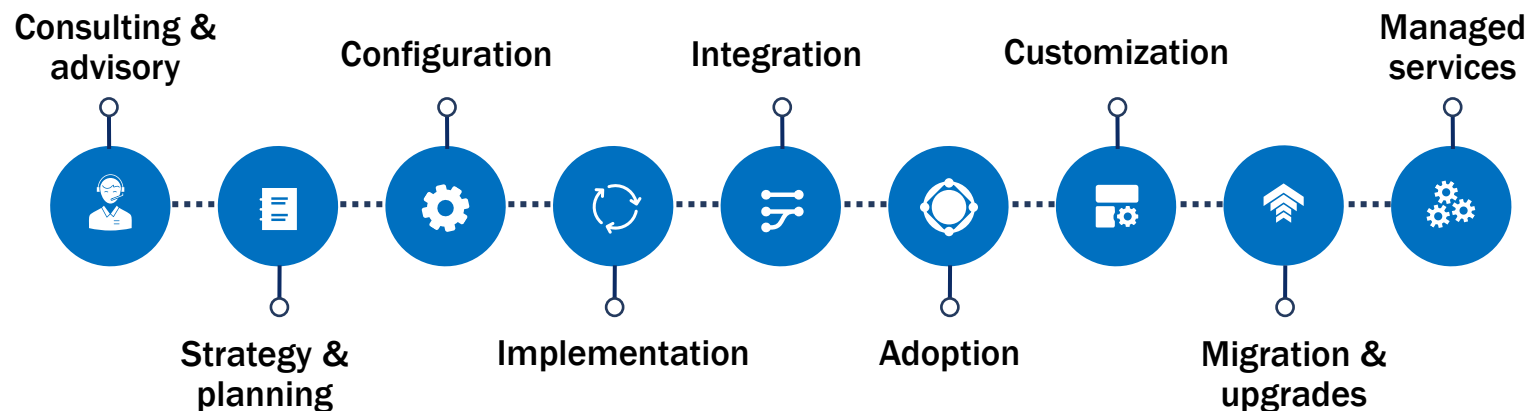 Consulting &
advisory
Strategy &
planning
Configuration
Implementation
Integration
Adoption
Customization
Migration &
upgrades
Managed
services